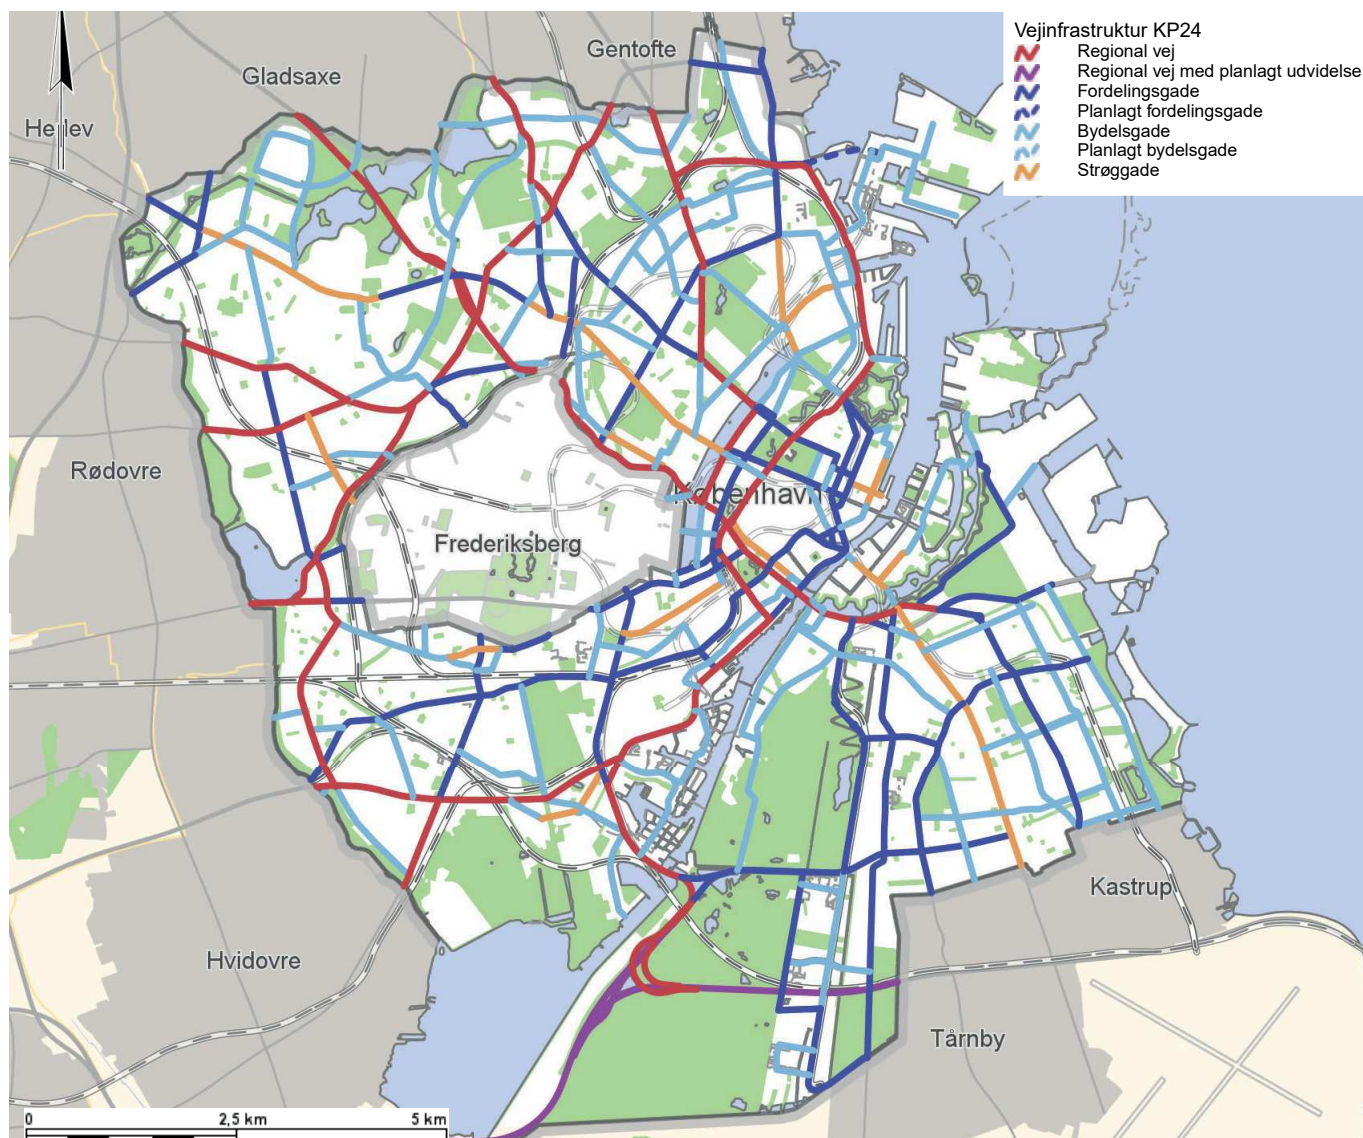 Vejinfrastruktur KP24
Regional vej
Regional vej med planlagt udvidelse
Fordelingsgade
Planlagt fordelingsgade
Bydelsgade
Planlagt bydelsgade
Strøggade
Gentofte
Gladsaxe
Herlev
Rødovre
København
Frederiksberg
Kastrup
Hvidovre
Tårnby
0 2,5 km 5 km